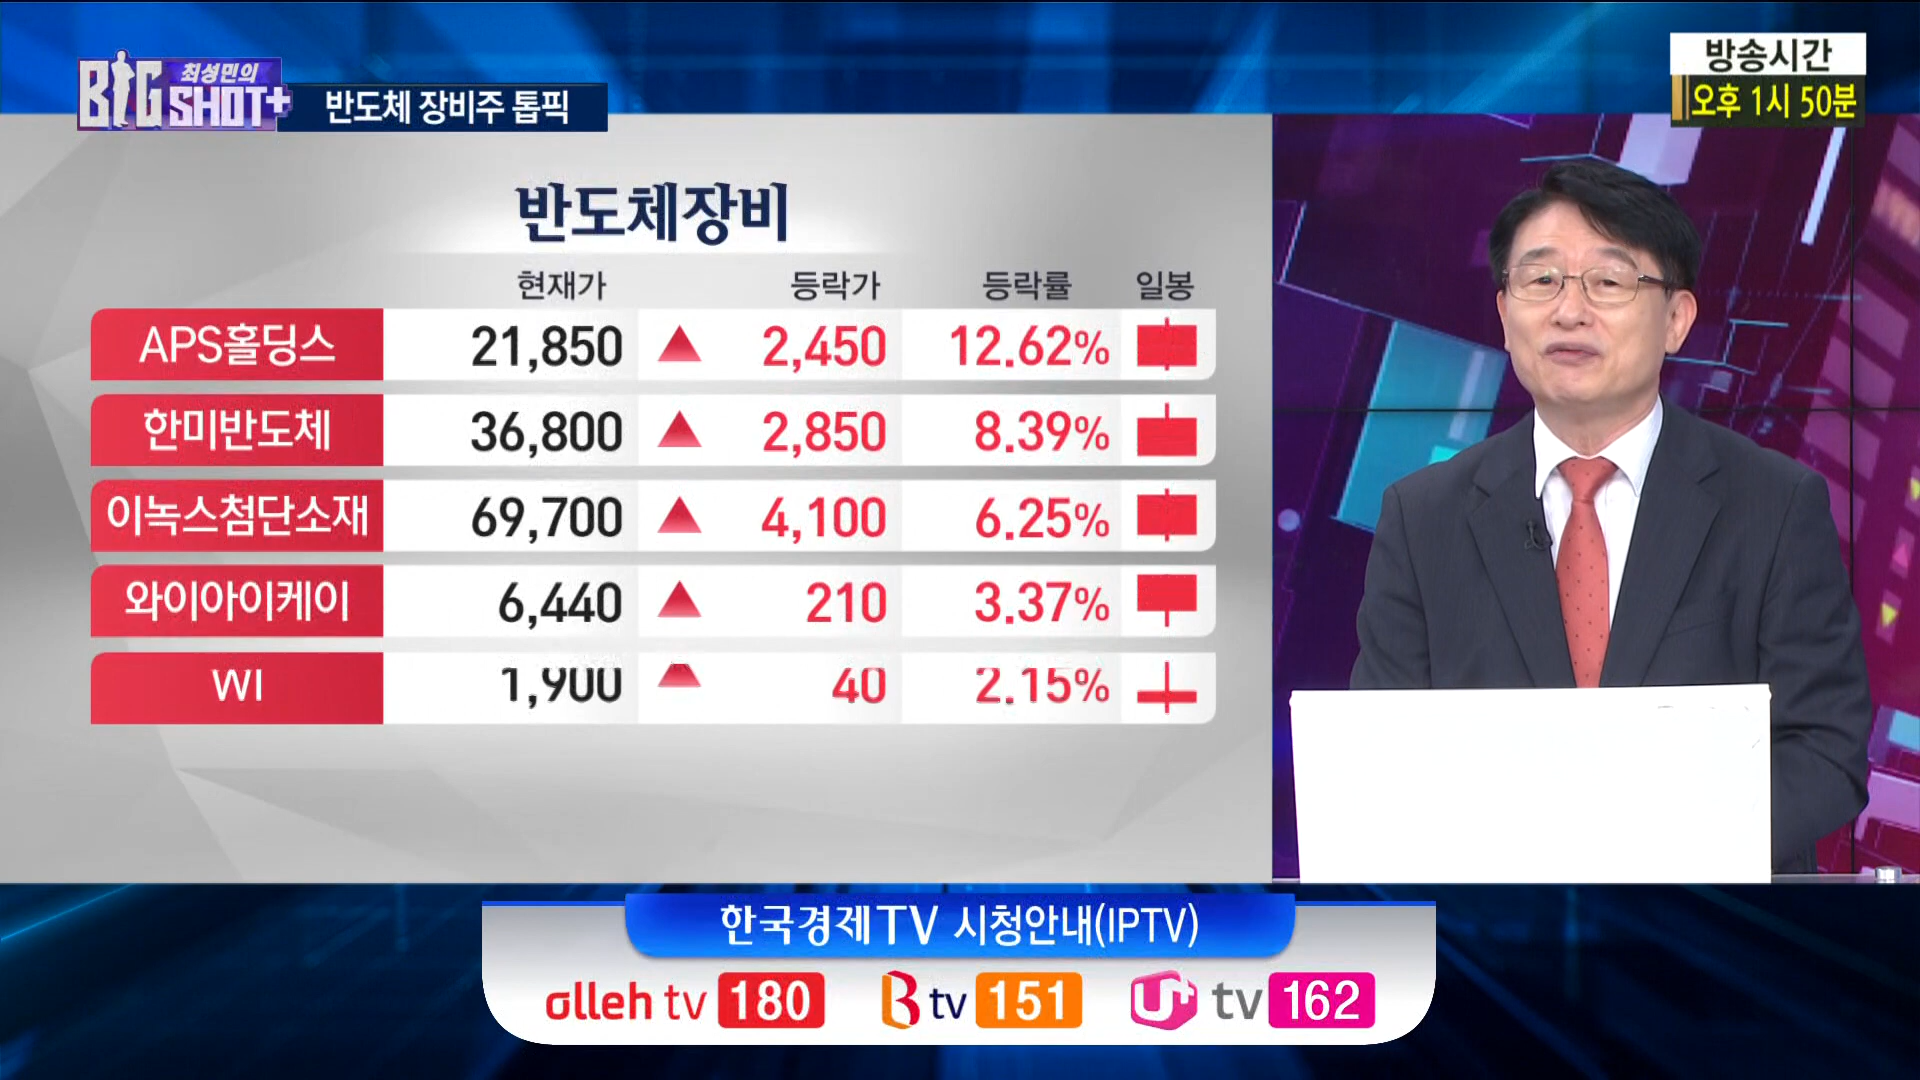 BIG 최성민의 SHOT+
반도체 장비주 톱픽
방송시간
오후 1시 50분
반도체장비
현재가 등락가 등락률 일봉
APS홀딩스 21,850 ▲ 2,450 12.62%
한미반도체 36,800 ▲ 2,850 8.39%
이녹스첨단소재 69,700 ▲ 4,100 6.25%
와이아이케이 6,440 ▲ 210 3.37%
WI 1,900 ▲ 40 2.15%
한국경제TV 시청안내(IPTV)
olleh tv 180 B tv 151 U+ tv 162